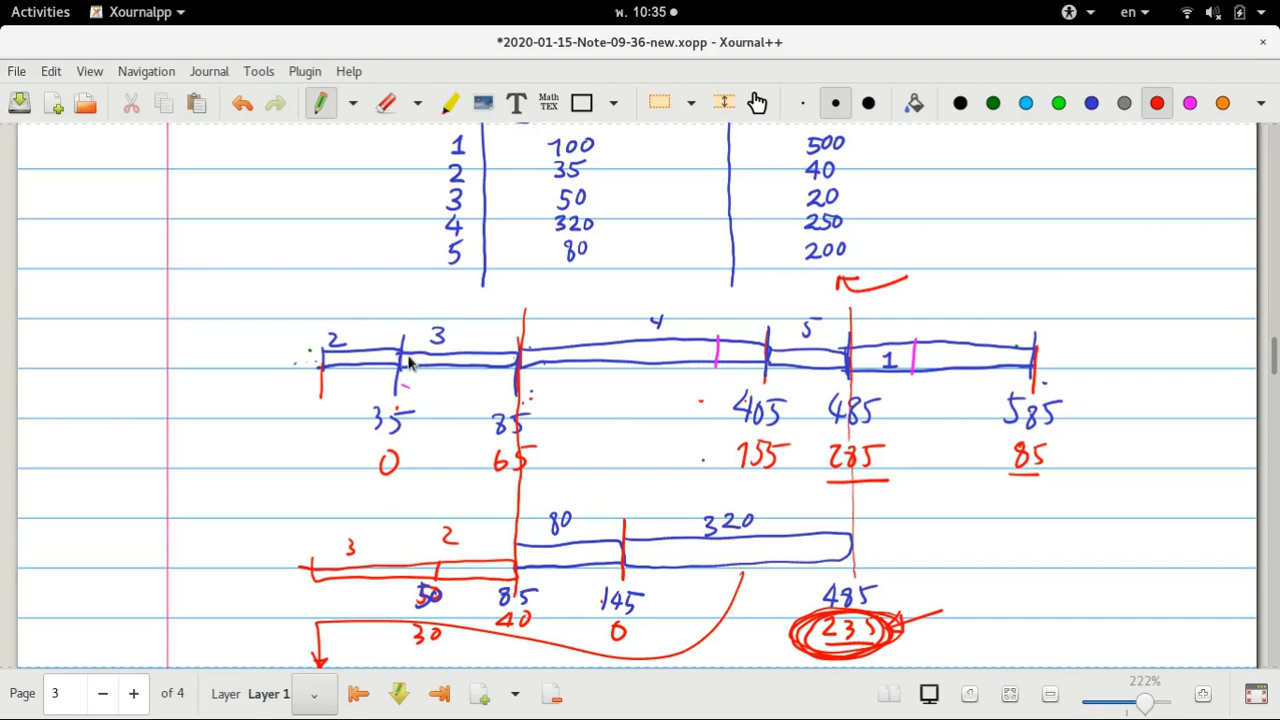 Activities Xournalpp พ. 10:35 en
*2020-01-15-Note-09-36-new.xopp - Xournal++
File Edit View Navigation Journal Tools Plugin Help
Math TEX
1 100 500
2 35 40
3 50 20
4 320 250
5 80 200
2 3 4 5 1
35 85 405 485 585
0 65 155 285 85
80 320
3 2
50 85 145 485
30 40 0 235
Page 3 of 4 Layer Layer 1 222%